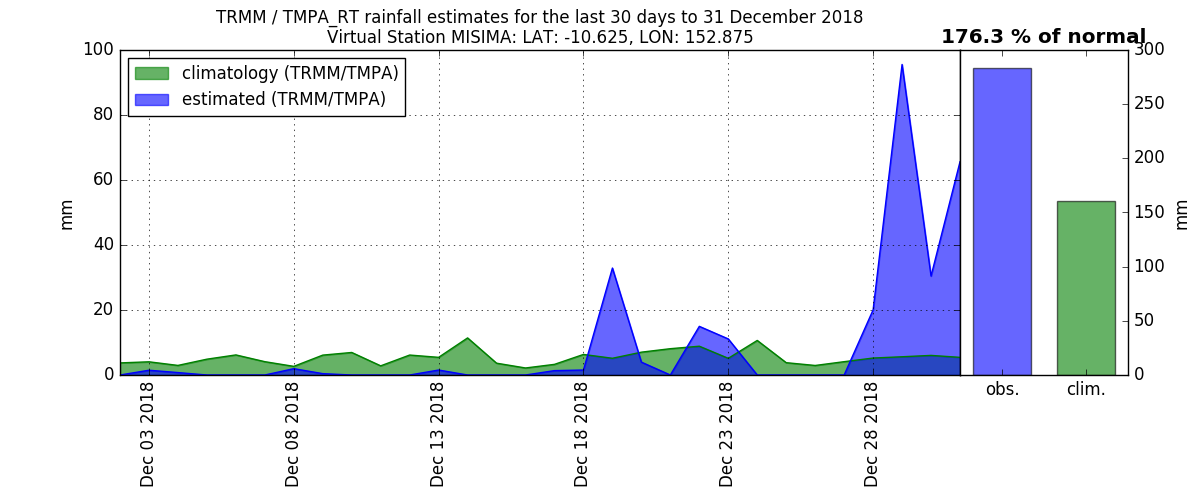 TRMM / TMPA_RT rainfall estimates for the last 30 days to 31 December 2018
Virtual Station MISIMA: LAT: -10.625, LON: 152.875
176.3 % of normal
climatology (TRMM/TMPA)
estimated (TRMM/TMPA)
100
80
60
40
20
0
mm
Dec 03 2018
Dec 08 2018
Dec 13 2018
Dec 18 2018
Dec 23 2018
Dec 28 2018
300
250
200
150
100
50
0
mm
obs.
clim.